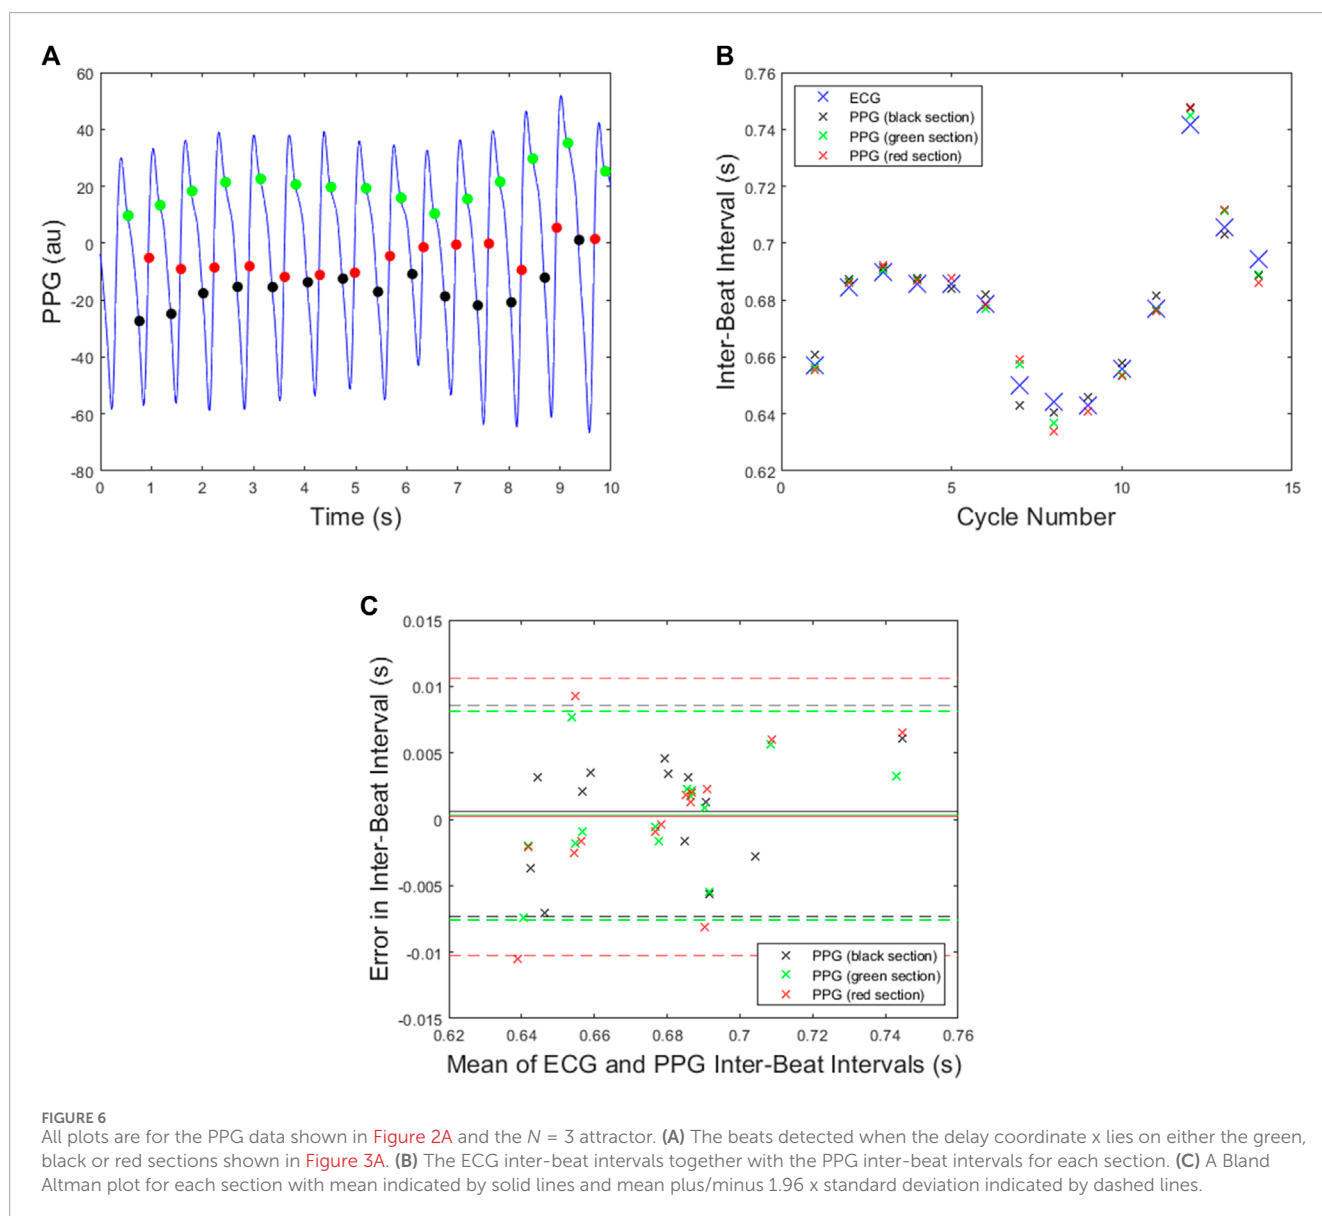 A
60
40
20
0
-20
-40
-60
-80
PPG (au)
0 1 2 3 4 5 6 7 8 9 10
Time (s)
B
0.76
0.74
0.72
0.7
0.68
0.66
0.64
0.62
Inter-Beat Interval (s)
ECG
PPG (black section)
PPG (green section)
PPG (red section)
0 5 10 15
Cycle Number
C
0.015
0.01
0.005
0
-0.005
-0.01
-0.015
Error in Inter-Beat Interval (s)
PPG (black section)
PPG (green section)
PPG (red section)
0.62 0.64 0.66 0.68 0.7 0.72 0.74 0.76
Mean of ECG and PPG Inter-Beat Intervals (s)
FIGURE 6
All plots are for the PPG data shown in Figure 2A and the N = 3 attractor. (A) The beats detected when the delay coordinate x lies on either the green,
black or red sections shown in Figure 3A. (B) The ECG inter-beat intervals together with the PPG inter-beat intervals for each section. (C) A Bland
Altman plot for each section with mean indicated by solid lines and mean plus/minus 1.96 x standard deviation indicated by dashed lines.